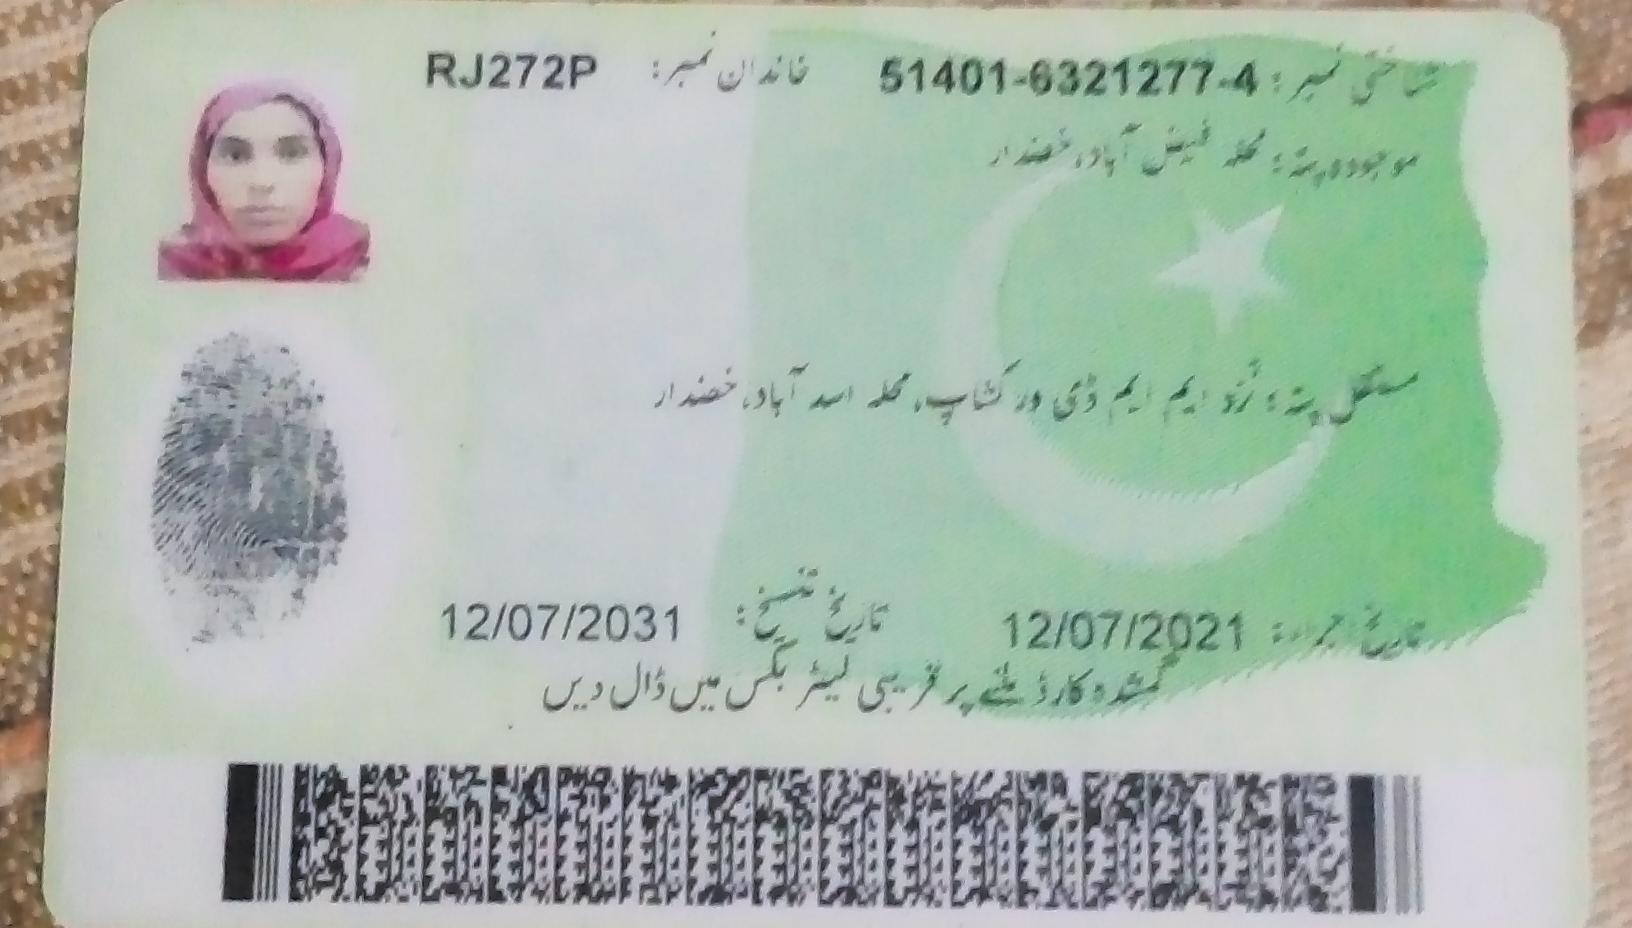 شناختی نمبر: 51401-6321277-4 خاندان نمبر: RJ272P
موجودہ پتہ: محلہ فیض آباد، خضدار
مستقل پتہ: نزد ایم ایم ڈی ورکشاپ، محلہ اسد آباد، خضدار
تاریخ اجراء: 12/07/2021 تاریخ تنسیخ: 12/07/2031
گمشدہ کارڈ ملنے پر قریبی لیٹر بکس میں ڈال دیں